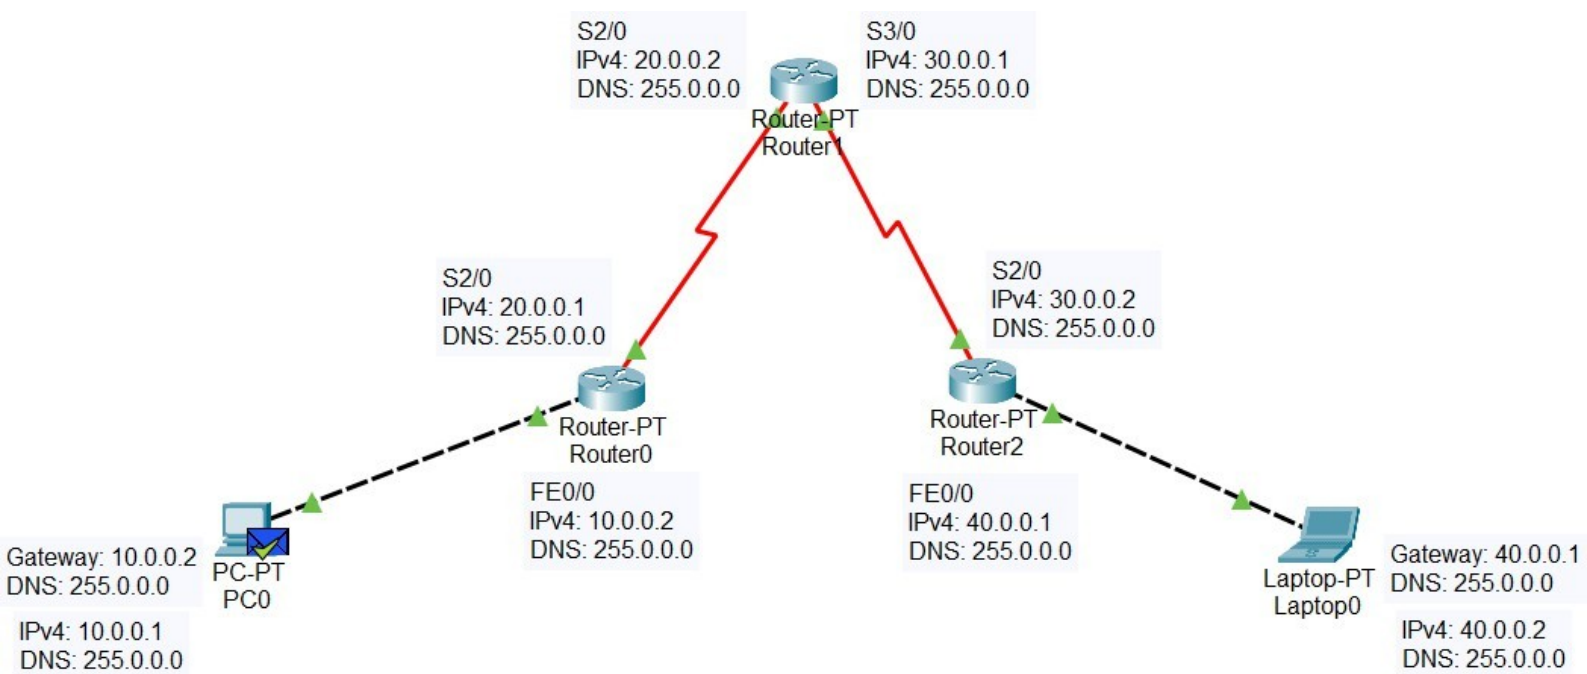 S2/0
IPv4: 20.0.0.2
DNS: 255.0.0.0
S3/0
IPv4: 30.0.0.1
DNS: 255.0.0.0
Router-PT
Router1
S2/0
IPv4: 20.0.0.1
DNS: 255.0.0.0
S2/0
IPv4: 30.0.0.2
DNS: 255.0.0.0
Router-PT
Router0
Router-PT
Router2
FE0/0
IPv4: 10.0.0.2
DNS: 255.0.0.0
FE0/0
IPv4: 40.0.0.1
DNS: 255.0.0.0
Gateway: 10.0.0.2
DNS: 255.0.0.0
PC-PT
PC0
IPv4: 10.0.0.1
DNS: 255.0.0.0
Laptop-PT
Laptop0
Gateway: 40.0.0.1
DNS: 255.0.0.0
IPv4: 40.0.0.2
DNS: 255.0.0.0